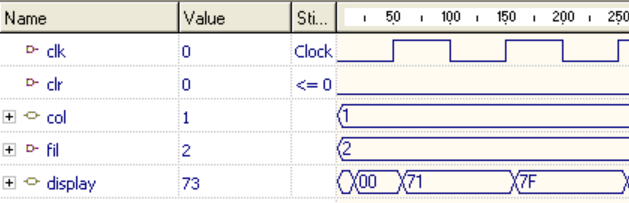 Name Value Sti... 50 100 150 200 250
clk 0 Clock
clr 0 <= 0
col 1 1
fil 2 2
display 73 00 71 7F